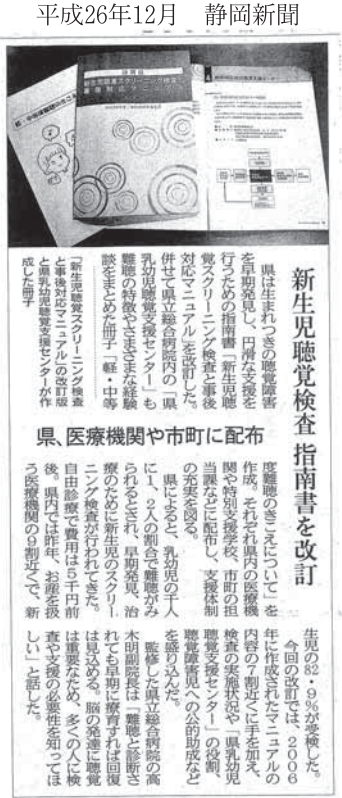 平成26年12月　静岡新聞
新生児聴覚検査 指南書を改訂
県、医療機関や市町に配布
「新生児聴覚スクリーニング検査
と事後対応マニュアル」の改訂版
と県乳幼児聴覚支援センターが作
成した冊子
県は生まれつきの聴覚障害
を早期発見し、円滑な支援を
行うための指南書「新生児聴
覚スクリーニング検査と事後
対応マニュアル」を改訂した。
併せて県立総合病院内の「県
乳幼児聴覚支援センター」も
難聴の特徴やさまざまな経験
談をまとめた冊子「軽・中等
度難聴のきこえについて」を
作成。それぞれ県内の医療機
関や特別支援学校、市町の担
当課などに配布し、支援体制
の充実を図る。
県によると、乳幼児の千人
に1、2人の割合で難聴がみ
られるとされ、早期発見、治
療のために新生児のスクリー
ニング検査が行われてきた。
自由診療で費用は5千円前
後。県内では昨年、お産を扱
う医療機関の9割近くで、新
生児の82・9％が受検した。
今回の改訂では、2006
年に作成されたマニュアルの
内容の7割近くに手を加え、
検査の実施状況や「県乳幼児
聴覚支援センター」の役割、
聴覚障害児への公的助成など
を盛り込んだ。
監修した県立総合病院の高
木明副院長は「難聴と診断さ
れても早期に療育すれば回復
は見込める。脳の発達に聴覚
は重要なため、多くの人に検
査や支援の必要性を知ってほ
しい」と話した。